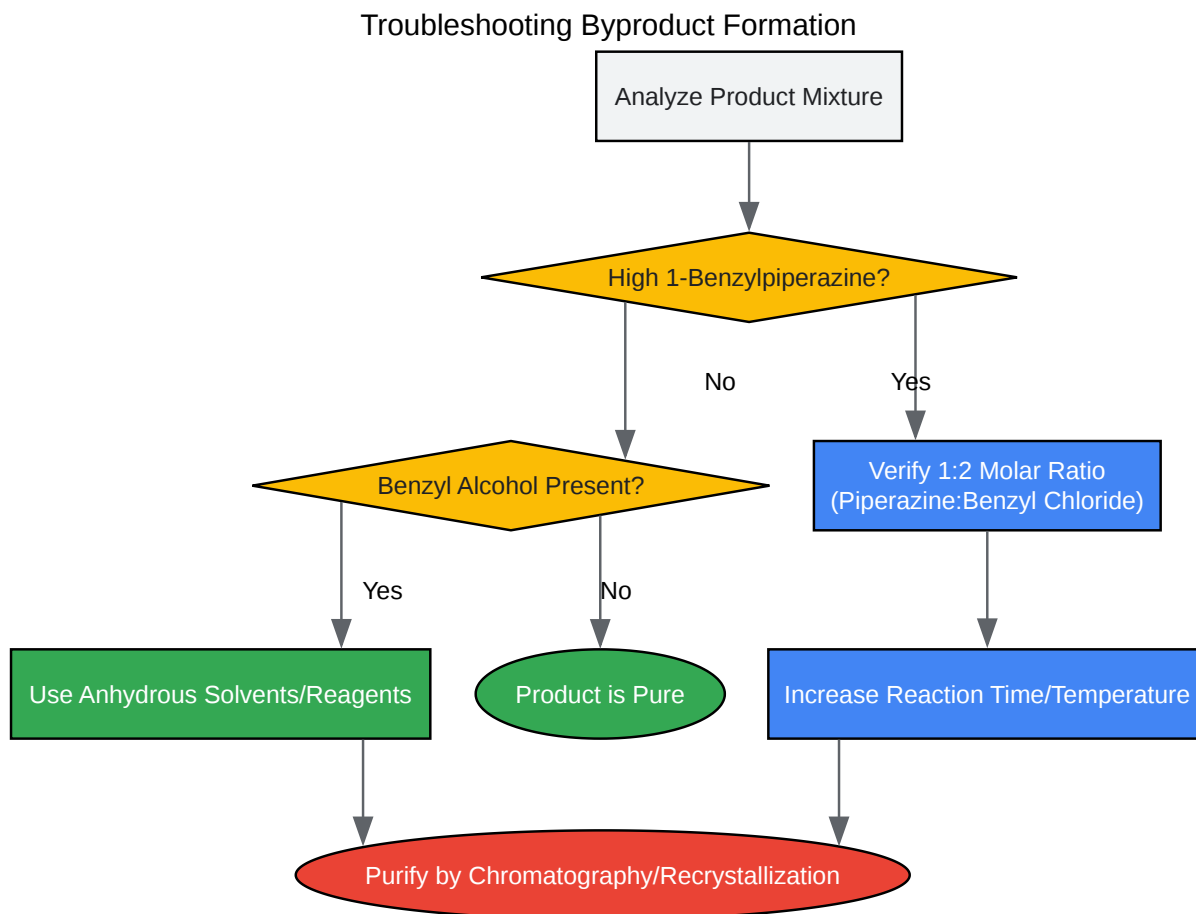 Troubleshooting Byproduct Formation
Analyze Product Mixture
High 1-Benzylpiperazine?
No
Yes
Benzyl Alcohol Present?
Verify 1:2 Molar Ratio
(Piperazine:Benzyl Chloride)
Yes
No
Use Anhydrous Solvents/Reagents
Product is Pure
Increase Reaction Time/Temperature
Purify by Chromatography/Recrystallization